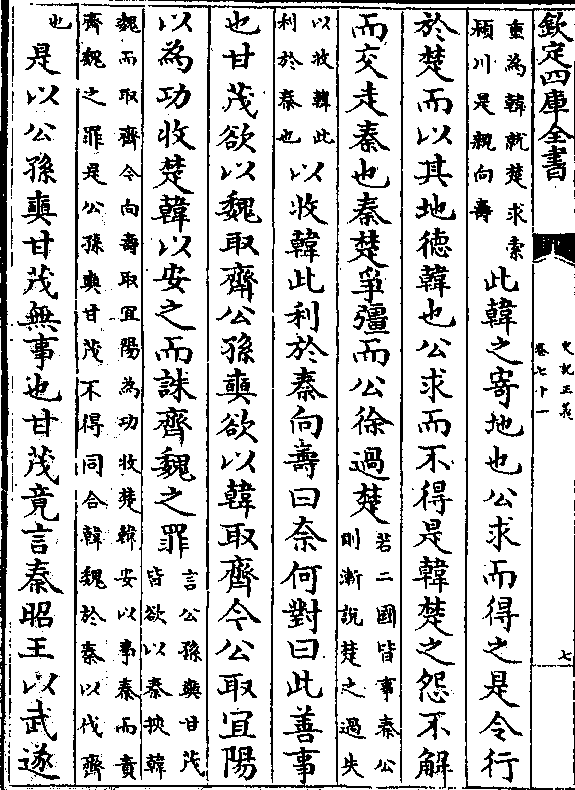 欽定四庫全書
史記正義
卷七十一
七
重為韓就楚求索
潁川是親向壽
此韓之寄地也公求而得之是令行
於楚而以其地德韓也公求而不得是韓楚之怨不解
而交走秦也秦楚爭彊而公徐過楚
若二國皆事秦公
則漸說楚之過失
以收韓此
利於秦也
以收韓此利於秦向壽曰奈何對曰此善事
也甘茂欲以魏取齊公孫奭欲以韓取齊今公取宜陽
以為功收楚韓以安之而誅齊魏之罪
言公孫奭甘茂
皆欲以秦挾韓
魏而取齊今向壽取宜陽為功收楚韓安以事秦而責
齊魏之罪是公孫奭甘茂不得同合韓魏於秦以伐齊
也
是以公孫奭甘茂無事也甘茂竟言秦昭王以武遂